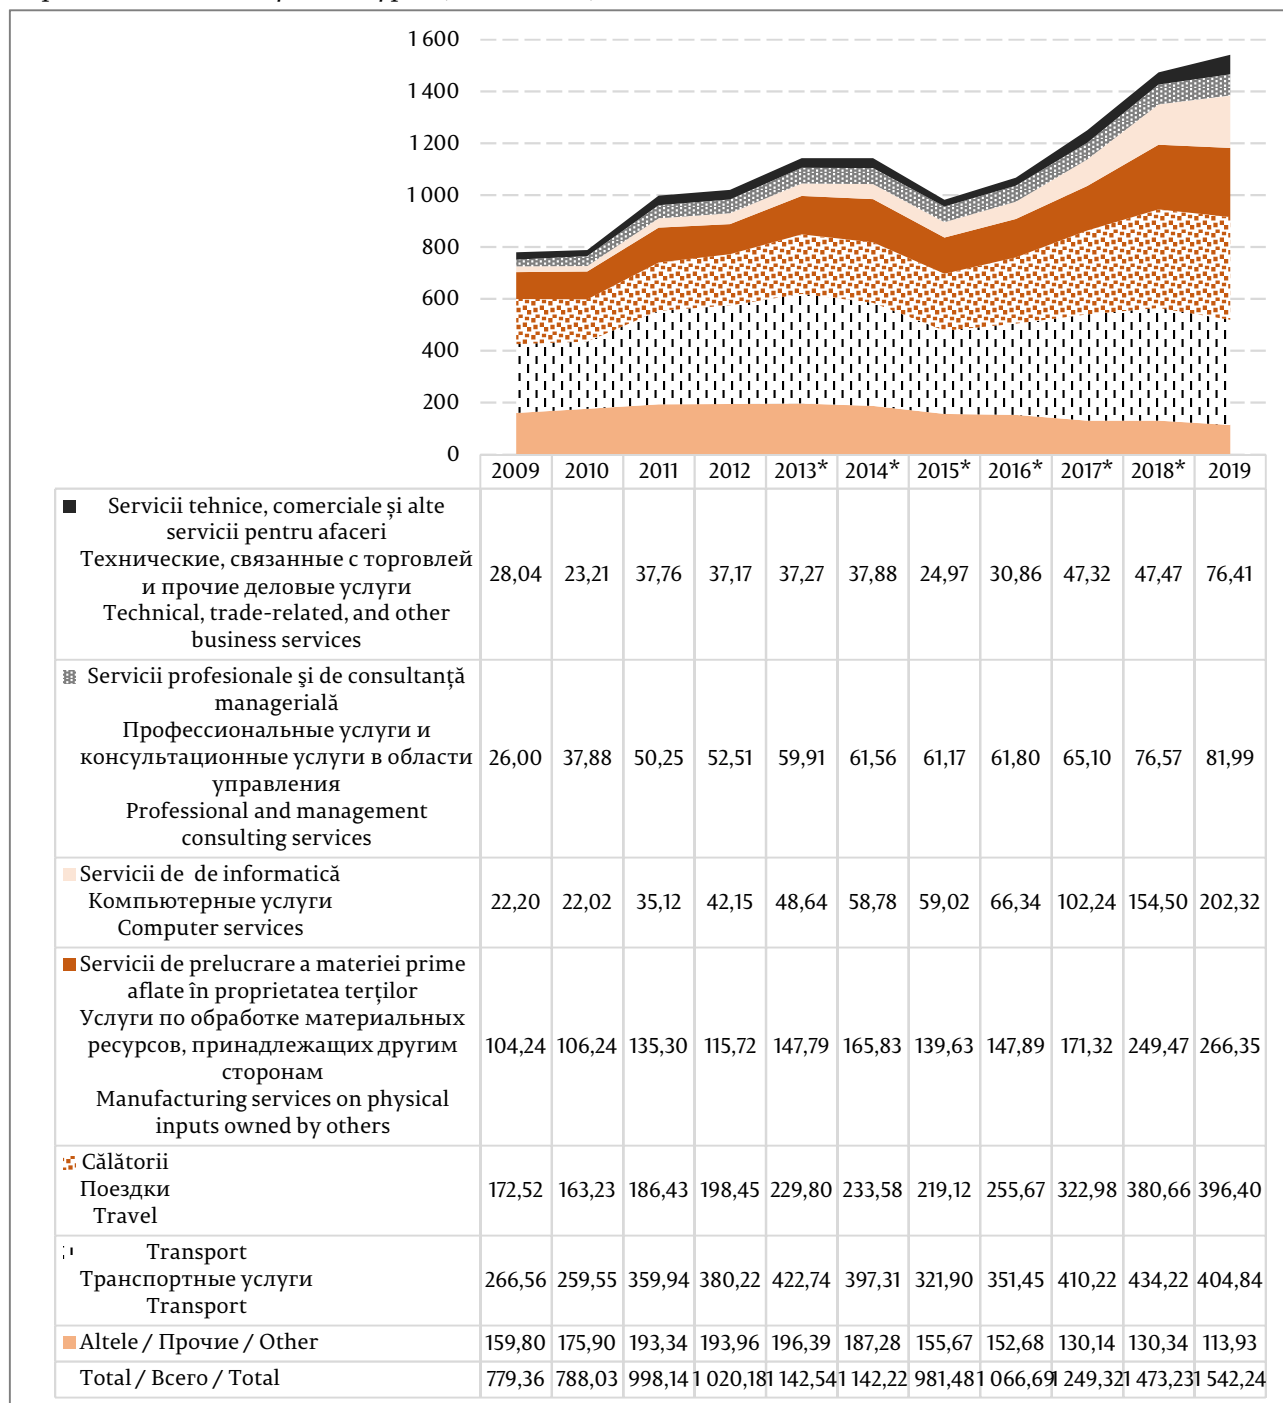 1 600
1 400
1 200
1 000
800
600
400
200
0
2009 2010 2011 2012 2013* 2014* 2015* 2016* 2017* 2018* 2019
Servicii tehnice, comerciale și alte
servicii pentru afaceri
Технические, связанные с торговлей
и прочие деловые услуги
Technical, trade-related, and other
business services
28,04 23,21 37,76 37,17 37,27 37,88 24,97 30,86 47,32 47,47 76,41
Servicii profesionale şi de consultanță
managerială
Профессиональные услуги и
консультационные услуги в области
управления
Professional and management
consulting services
26,00 37,88 50,25 52,51 59,91 61,56 61,17 61,80 65,10 76,57 81,99
Servicii de de informatică
Компьютерные услуги
Computer services
22,20 22,02 35,12 42,15 48,64 58,78 59,02 66,34 102,24 154,50 202,32
Servicii de prelucrare a materiei prime
aflate în proprietatea terților
Услуги по обработке материальных
ресурсов, принадлежащих другим
сторонам
Manufacturing services on physical
inputs owned by others
104,24 106,24 135,30 115,72 147,79 165,83 139,63 147,89 171,32 249,47 266,35
Călătorii
Поездки
Travel
172,52 163,23 186,43 198,45 229,80 233,58 219,12 255,67 322,98 380,66 396,40
Transport
Транспортные услуги
Transport
266,56 259,55 359,94 380,22 422,74 397,31 321,90 351,45 410,22 434,22 404,84
Altele / Прочие / Other 159,80 175,90 193,34 193,96 196,39 187,28 155,67 152,68 130,14 130,34 113,93
Total / Всего / Total 779,36 788,03 998,14 1 020,18 1 142,54 1 142,22 981,48 1 066,69 1 249,32 1 473,23 1 542,24